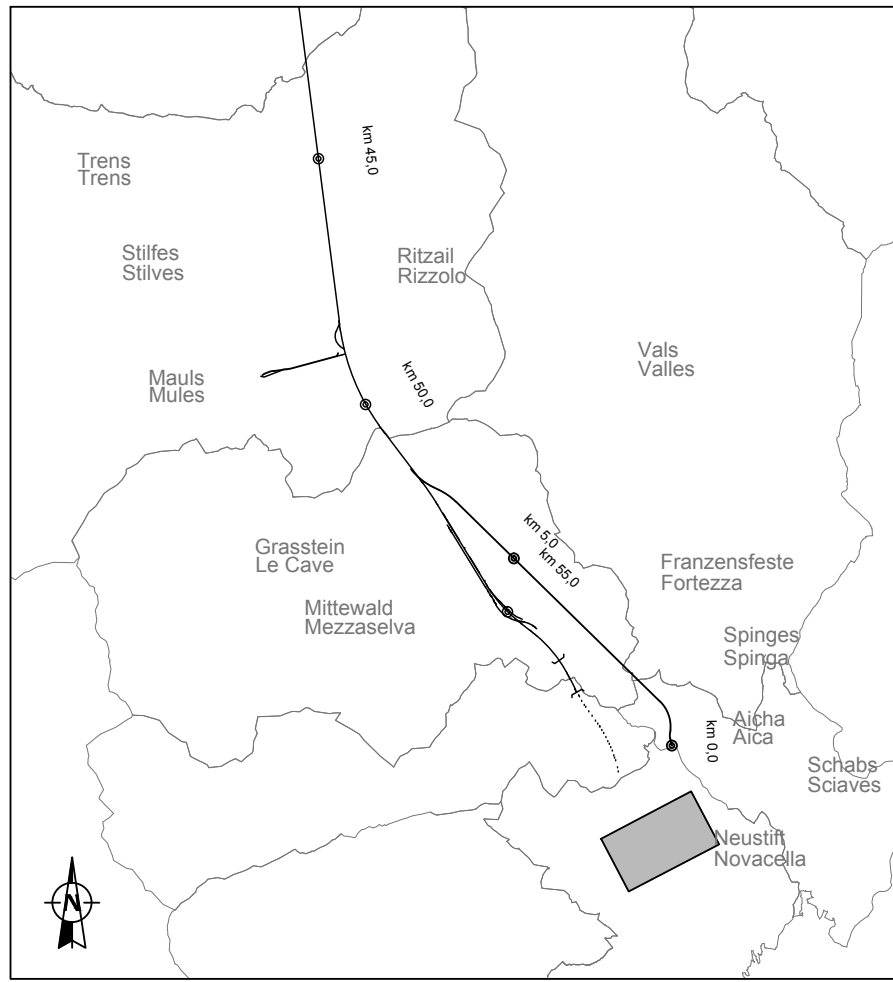 km 45,0
Trens
Trens
Stilfes
Stilves
Ritzail
Rizzolo
Vals
Valles
Mauls
Mules
km 50,0
km 5,0
km 55,0
Grasstein
Le Cave
Franzensfeste
Fortezza
Mittewald
Mezzaselva
Spinges
Spinga
Aicha
Aica
km 0,0
Schabs
Sciaves
Neustift
Novacella
N